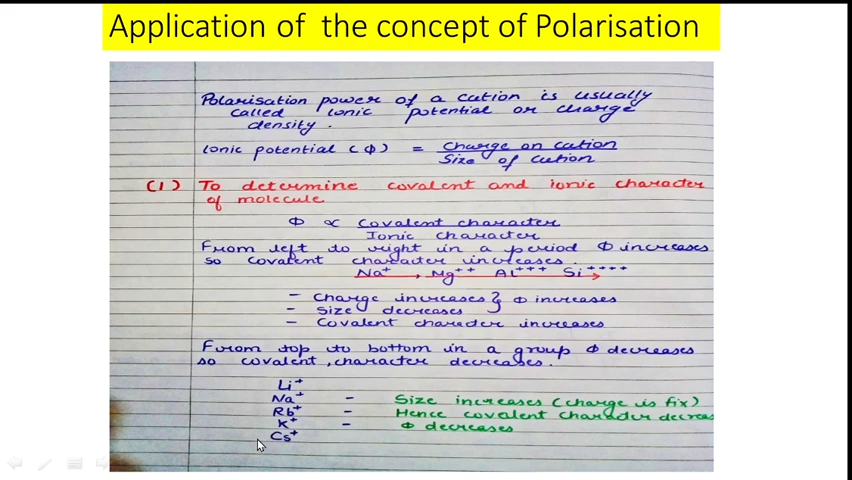 Application of the concept of Polarisation
Polarisation power of a cation is usually
called ionic potential or charge
density.
Ionic potential (Φ) = Charge on cation
Size of cation
(1) To determine covalent and ionic character
of molecule
Φ ∝ Covalent character
Ionic character
From left to right in a period Φ increases
so covalent character increases.
Na⁺, Mg⁺⁺ Al⁺⁺⁺ Si⁺⁺⁺⁺
- Charge increases } Φ increases
- Size decreases
- Covalent charader increases
From top to bottom in a group Φ decreases
so covalent, character decreases.
Li⁺
Na⁺ - Size increases (charge is fix)
Rb⁺ - Hence covalent charader decreas
K⁺ - Φ decreases
Cs⁺